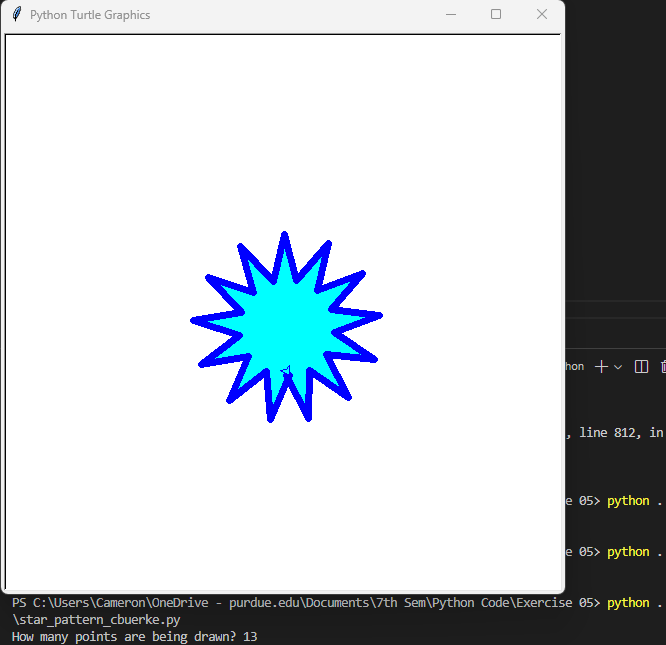 Python Turtle Graphics
hon
, line 812, in
e 05> python .
e 05> python .
PS C:\Users\Cameron\OneDrive - purdue.edu\Documents\7th Sem\Python Code\Exercise 05> python .
\star_pattern_cbuerke.py
How many points are being drawn? 13